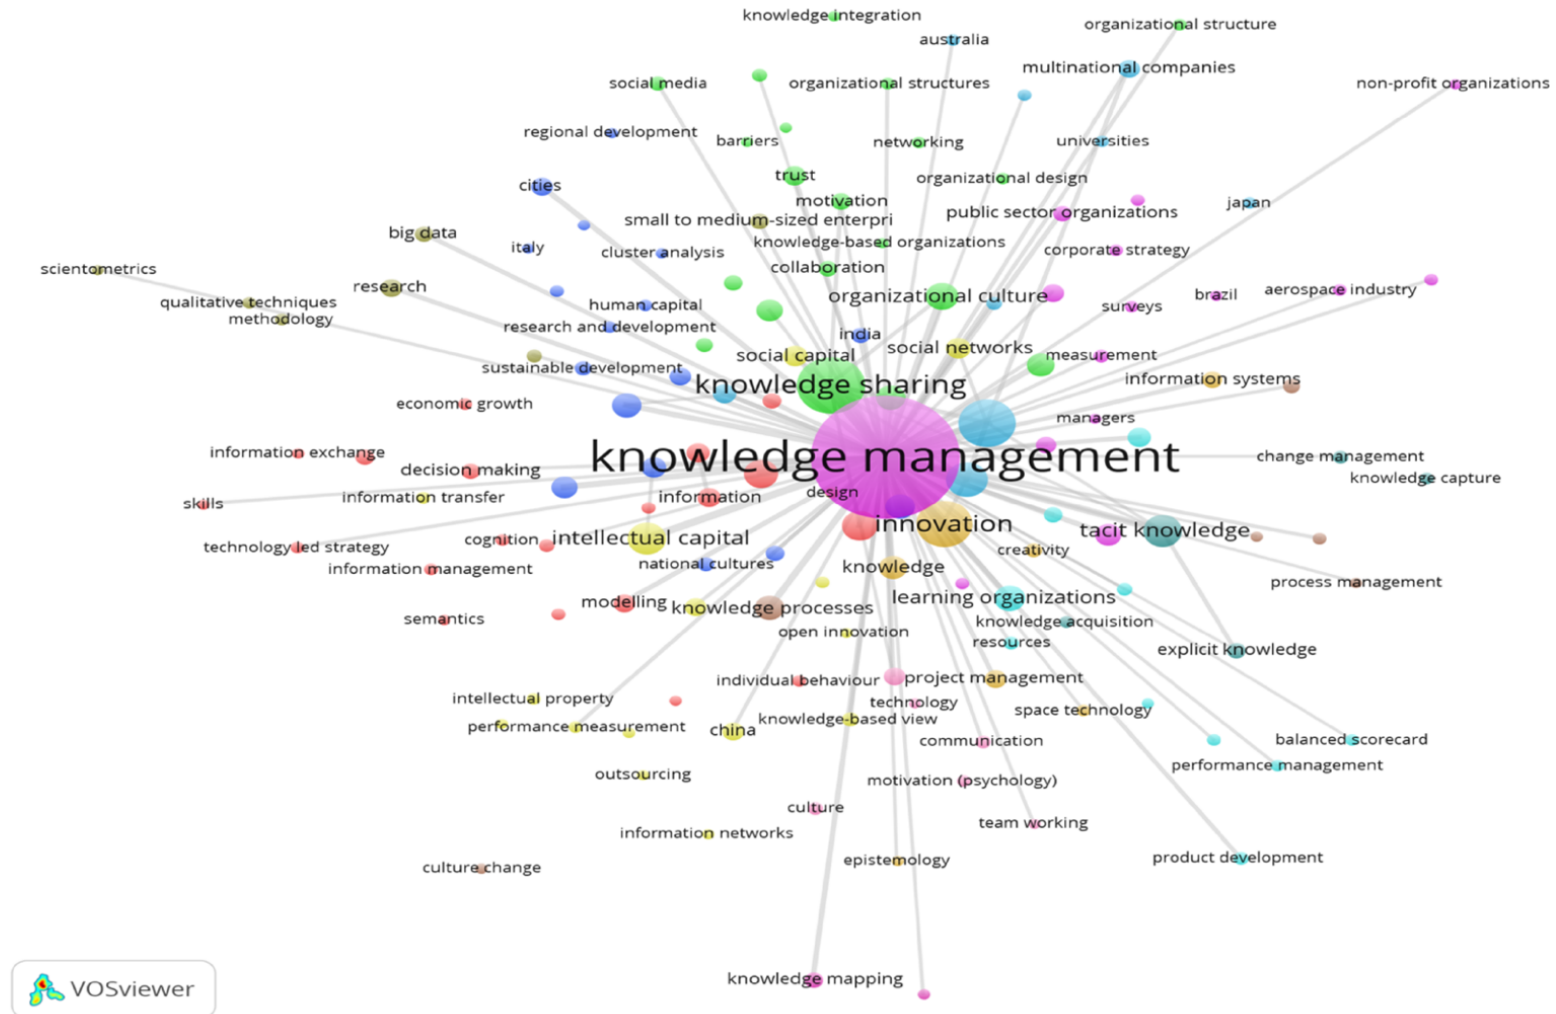 knowledge integration
organizational structure
australia
multinational companies
social media
organizational structures
non-profit organizations
regional development
barriers
networking
universities
trust
organizational design
cities
motivation
japan
public sector organizations
small to medium-sized enterpri
big data
knowledge-based organizations
italy
cluster analysis
corporate strategy
collaboration
scientometrics
research
aerospace industry
organizational culture
brazil
qualitative techniques
human capital
surveys
methodology
research and development
india
social capital
social networks
measurement
sustainable development
information systems
knowledge sharing
economic growth
managers
information exchange
knowledge management
change management
decision making
knowledge capture
design
information transfer
information
skills
innovation
tacit knowledge
cognition
intellectual capital
technology led strategy
creativity
national cultures
knowledge
information management
process management
learning organizations
modelling
knowledge processes
semantics
knowledge acquisition
open innovation
resources
explicit knowledge
individual behaviour
project management
intellectual property
technology
space technology
knowledge-based view
performance measurement
china
communication
balanced scorecard
performance management
outsourcing
motivation (psychology)
culture
team working
information networks
product development
epistemology
culture change
knowledge mapping
VOSviewer